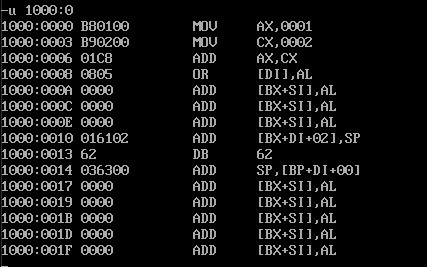 -u 1000:0
1000:0000 B80100 MOV AX,0001
1000:0003 B90200 MOV CX,0002
1000:0006 01C8 ADD AX,CX
1000:0008 0805 OR [DI],AL
1000:000A 0000 ADD [BX+SI],AL
1000:000C 0000 ADD [BX+SI],AL
1000:000E 0000 ADD [BX+SI],AL
1000:0010 016102 ADD [BX+DI+02],SP
1000:0013 62 DB 62
1000:0014 036300 ADD SP,[BP+DI+00]
1000:0017 0000 ADD [BX+SI],AL
1000:0019 0000 ADD [BX+SI],AL
1000:001B 0000 ADD [BX+SI],AL
1000:001D 0000 ADD [BX+SI],AL
1000:001F 0000 ADD [BX+SI],AL